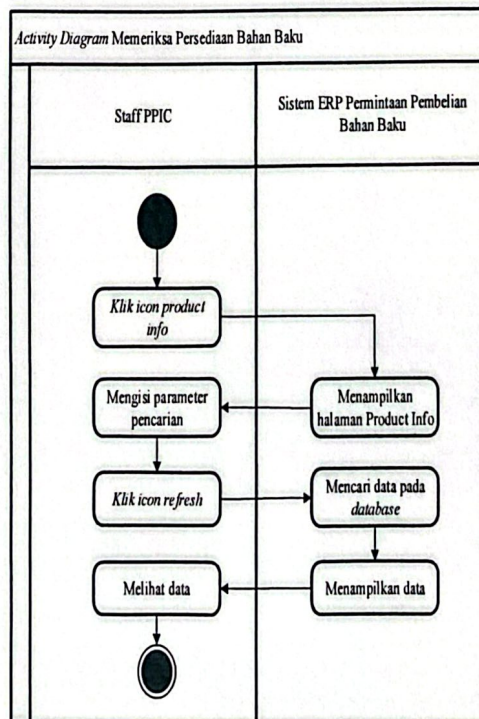 Activity Diagram Memeriksa Persediaan Bahan Baku
Staff PPIC
Sistem ERP Permintaan Pembelian
Bahan Baku
Klik icon product
info
Menampilkan
halaman Product Info
Mengisi parameter
pencarian
Klik icon refresh
Mencari data pada
database
Menampilkan data
Melihat data